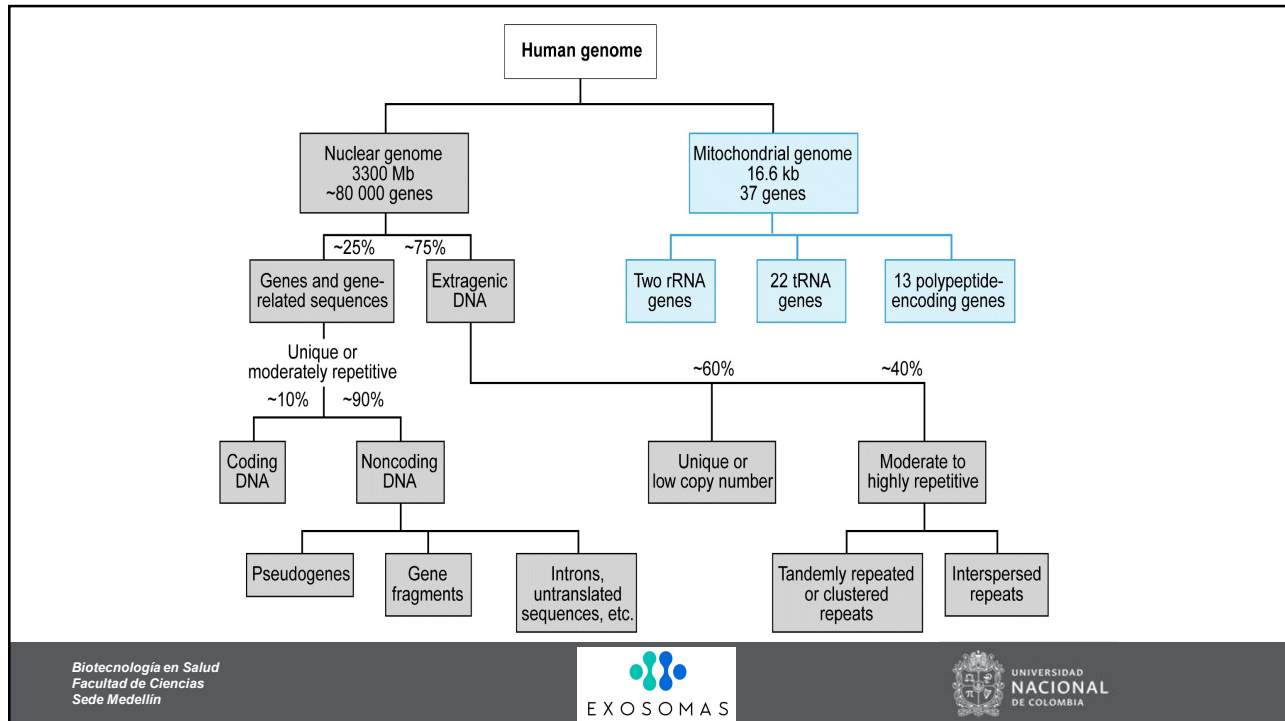 Human genome
Nuclear genome
3300 Mb
~80 000 genes
Mitochondrial genome
16.6 kb
37 genes
~25%
~75%
Genes and gene-
related sequences
Extragenic
DNA
Two rRNA
genes
22 tRNA
genes
13 polypeptide-
encoding genes
Unique or
moderately repetitive
~10%
~90%
~60%
~40%
Coding
DNA
Noncoding
DNA
Unique or
low copy number
Moderate to
highly repetitive
Pseudogenes
Gene
fragments
Introns,
untranslated
sequences, etc.
Tandemly repeated
or clustered
repeats
Interspersed
repeats
Biotecnología en Salud
Facultad de Ciencias
Sede Medellín
EXOSOMAS
UNIVERSIDAD
NACIONAL
DE COLOMBIA